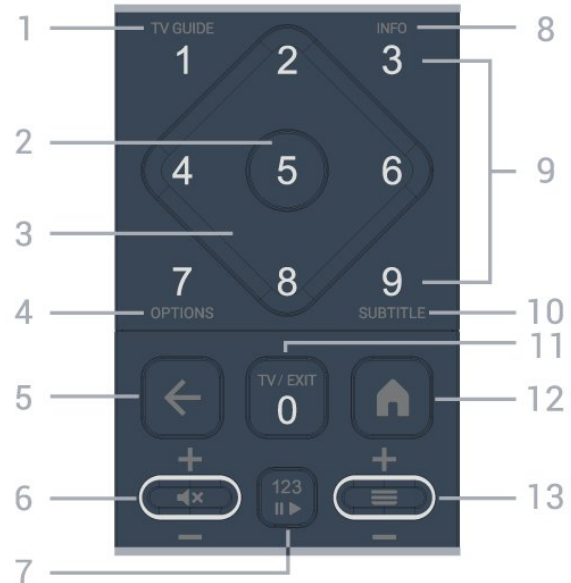 1 TV GUIDE INFO 8
1 2 3
2
4 5 6 9
3
7 8 9
4 OPTIONS SUBTITLE 10
11
TV / EXIT
5 0 12
+ +
6 13
123
- -
7